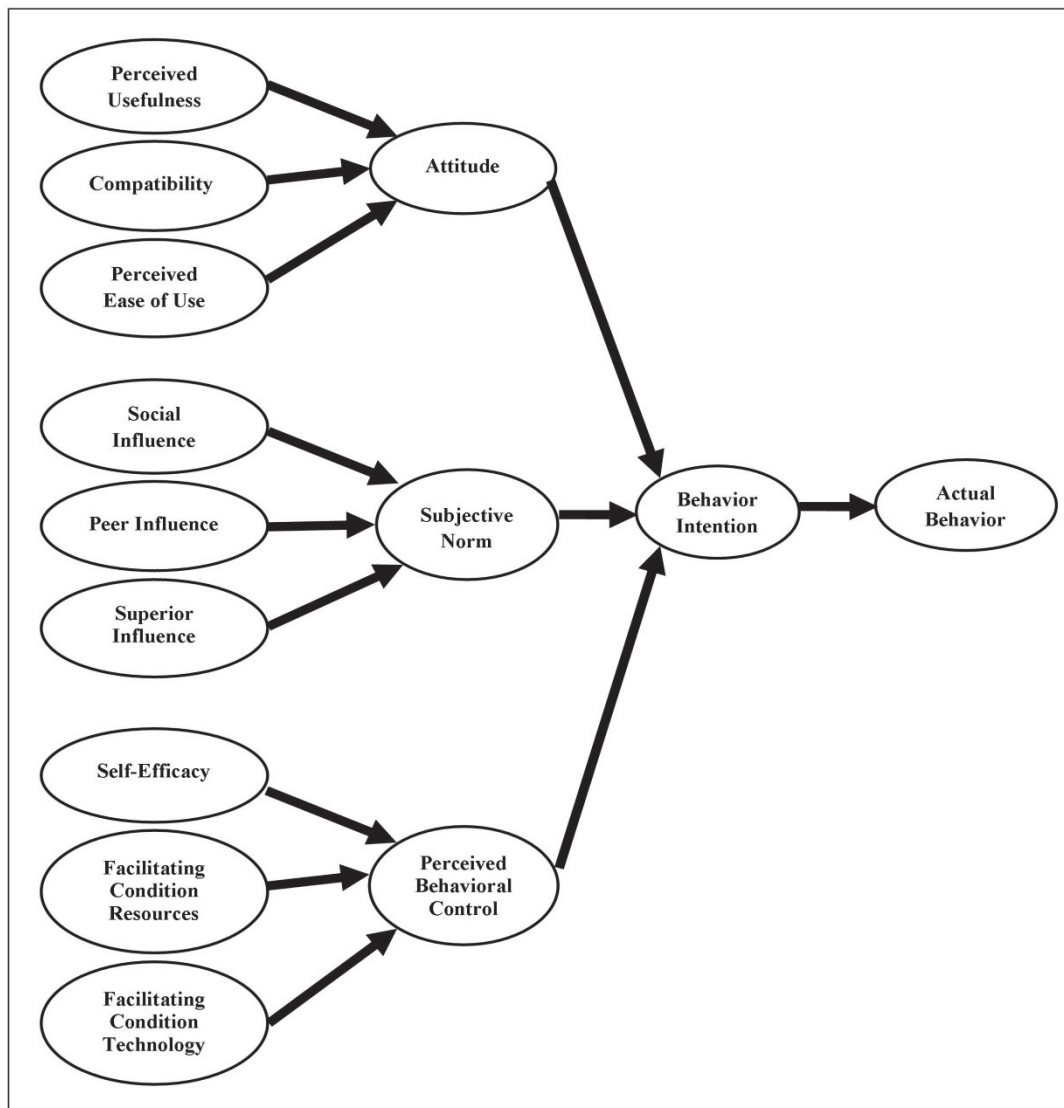 Perceived
Usefulness
Compatibility
Perceived
Ease of Use
Attitude
Social
Influence
Peer Influence
Superior
Influence
Subjective
Norm
Behavior
Intention
Actual
Behavior
Self-Efficacy
Facilitating
Condition
Resources
Facilitating
Condition
Technology
Perceived
Behavioral
Control